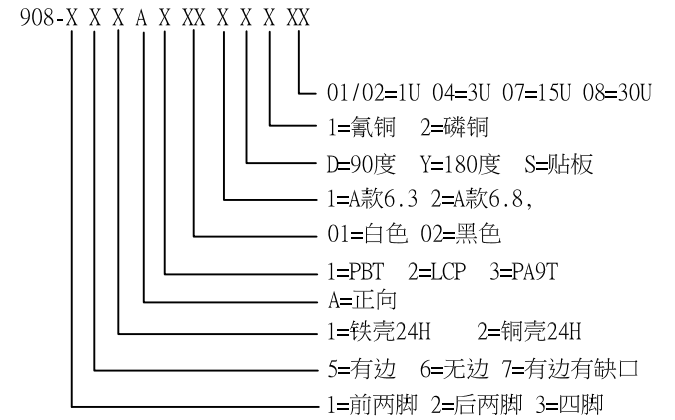 908-X X X A X XX X X X XX
01/02=1U 04=3U 07=15U 08=30U
1=氰铜 2=磷铜
D=90度 Y=180度 S=贴板
1=A款6.3 2=A款6.8,
01=白色 02=黑色
1=PBT 2=LCP 3=PA9T
A=正向
1=铁壳24H 2=铜壳24H
5=有边 6=无边 7=有边有缺口
1=前两脚 2=后两脚 3=四脚